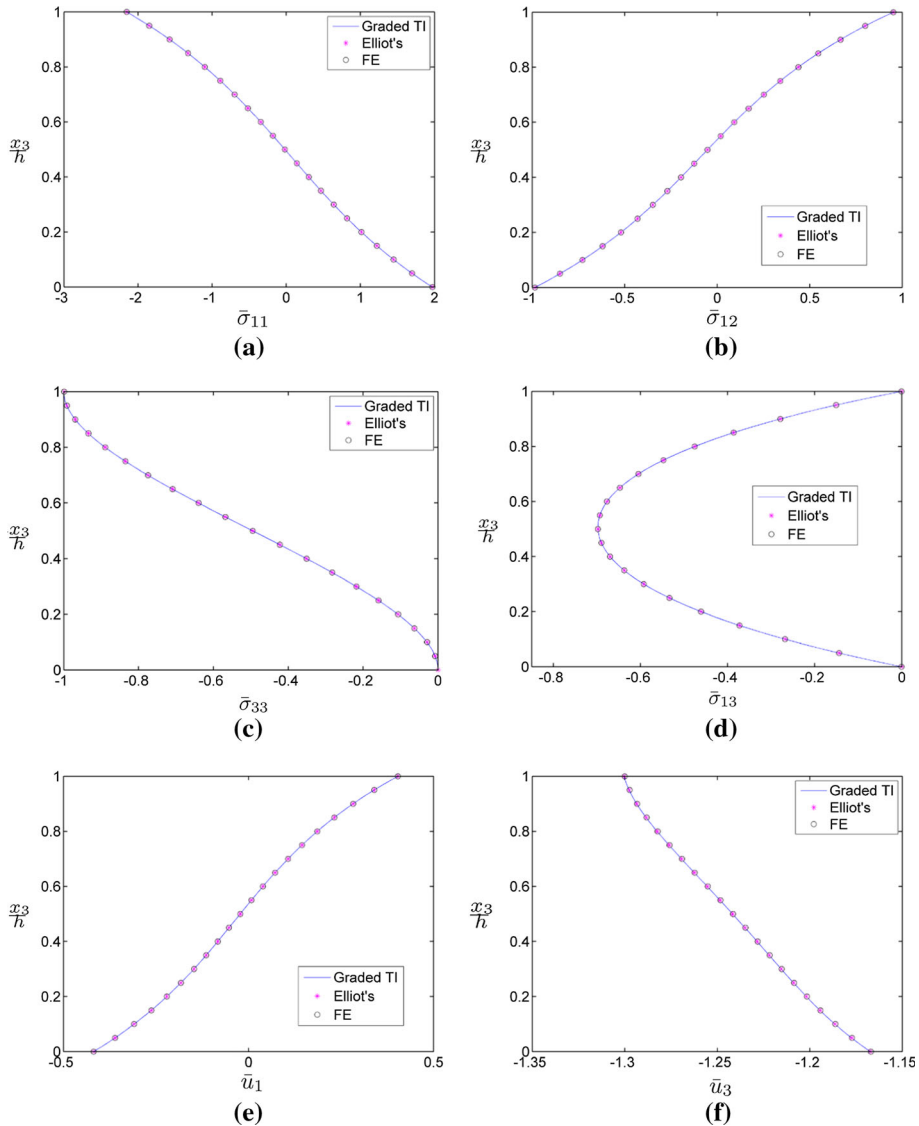 1
0.8
0.6
0.4
0.2
0
x₃/h
-3 -2 -1 0 1 2
σ̄₁₁
Graded TI
Elliot's
FE
(a)
1
0.8
0.6
0.4
0.2
0
x₃/h
-1 -0.5 0 0.5 1
σ̄₁₂
Graded TI
Elliot's
FE
(b)
1
0.8
0.6
0.4
0.2
0
x₃/h
-1 -0.8 -0.6 -0.4 -0.2 0
σ̄₃₃
Graded TI
Elliot's
FE
(c)
1
0.8
0.6
0.4
0.2
0
x₃/h
-0.8 -0.6 -0.4 -0.2 0
σ̄₁₃
Graded TI
Elliot's
FE
(d)
1
0.8
0.6
0.4
0.2
0
x₃/h
-0.5 0 0.5
ū₁
Graded TI
Elliot's
FE
(e)
1
0.8
0.6
0.4
0.2
0
x₃/h
-1.35 -1.3 -1.25 -1.2 -1.15
ū₃
Graded TI
Elliot's
FE
(f)